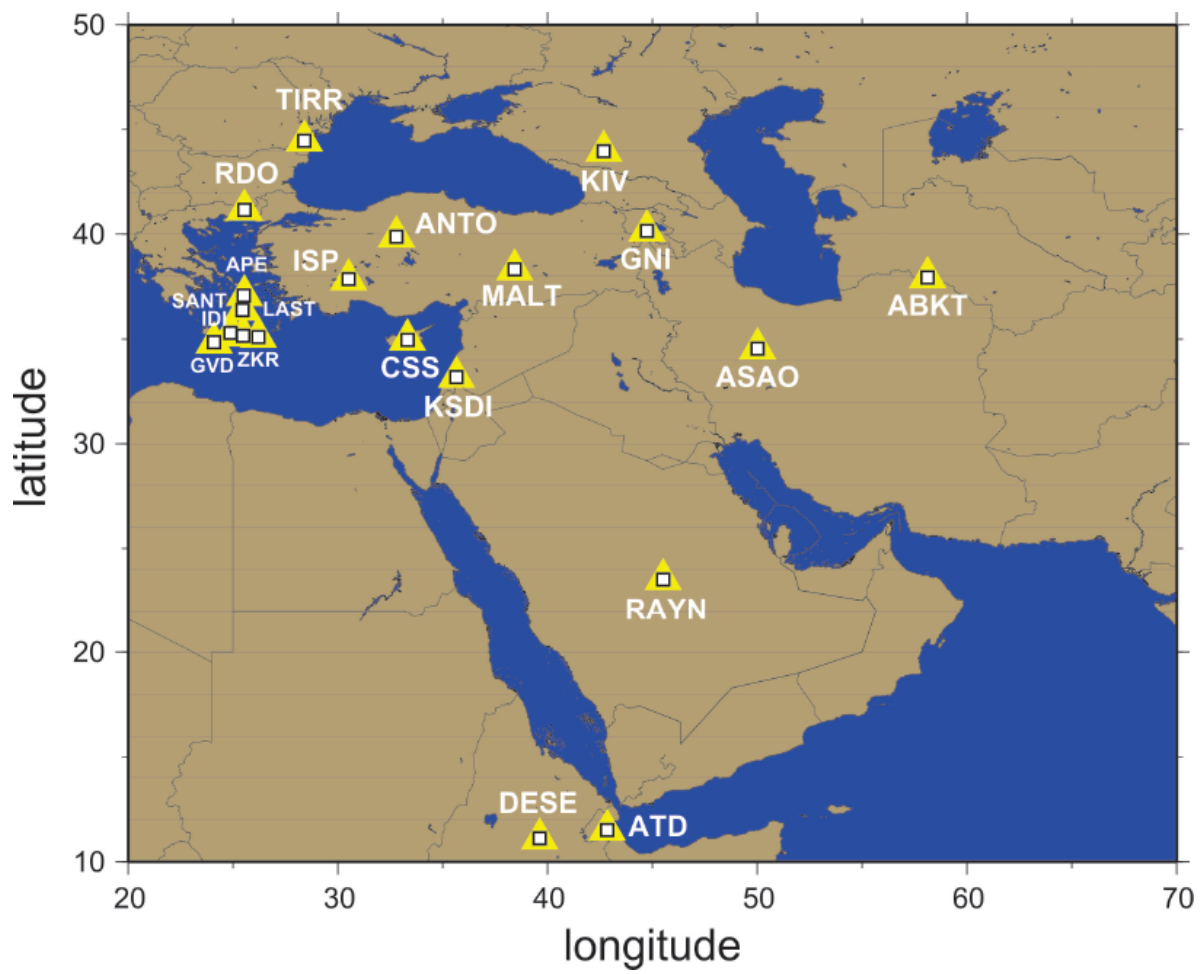 50
TIRR
RDO
KIV
40
ANTO
APE
ISP
GNI
MALT
ABKT
SANT
LAST
IDI
GVD
ZKR
CSS
ASAO
KSDI
30
latitude
RAYN
20
DESE
ATD
10
20 30 40 50 60 70
longitude